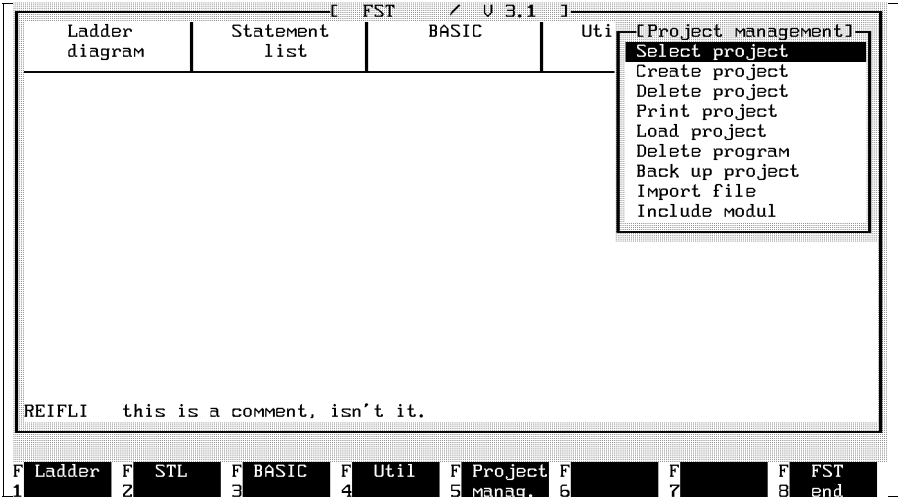 [ FST / V 3.1 ]
Ladder diagram
Statement list
BASIC
Uti
[Project management]
Select project
Create project
Delete project
Print project
Load project
Delete program
Back up project
Import file
Include modul
REIFLI this is a comment, isn't it.
F1 Ladder F2 STL F3 BASIC F4 Util F5 Project manag. F6 F7 F8 FST end